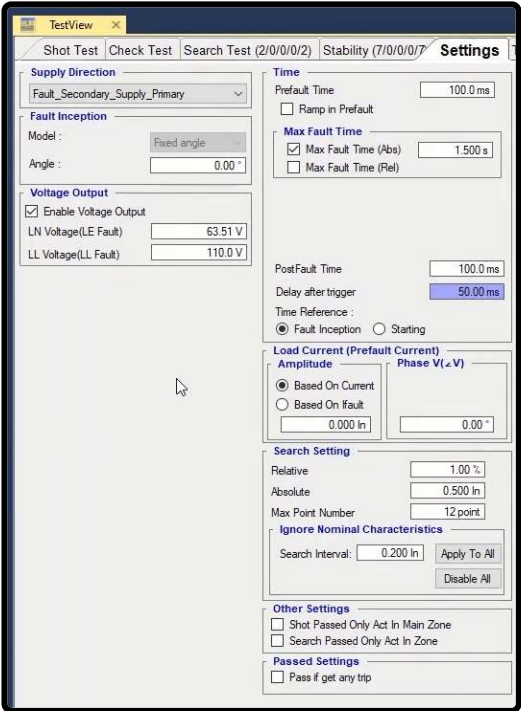 TestView
Shot Test Check Test Search Test (2/0/0/0/2) Stability (7/0/0/0/7 Settings
Supply Direction
Fault_Secondary_Supply_Primary
Fault Inception
Model :
Fixed angle
Angle :
0.00 °
Voltage Output
Enable Voltage Output
LN Voltage(LE Fault)
63.51 V
LL Voltage(LL Fault)
110.0 V
Time
Prefault Time
100.0 ms
Ramp in Prefault
Max Fault Time
Max Fault Time (Abs)
1.500 s
Max Fault Time (Rel)
PostFault Time
100.0 ms
Delay after trigger
50.00 ms
Time Reference :
Fault Inception Starting
Load Current (Prefault Current)
Amplitude
Based On Current
Based On Ifault
0.000 In
Phase V(∠V)
0.00 °
Search Setting
Relative
1.00 %
Absolute
0.500 In
Max Point Number
12 point
Ignore Nominal Characteristics
Search Interval:
0.200 In
Apply To All
Disable All
Other Settings
Shot Passed Only Act In Main Zone
Search Passed Only Act In Zone
Passed Settings
Pass if get any trip